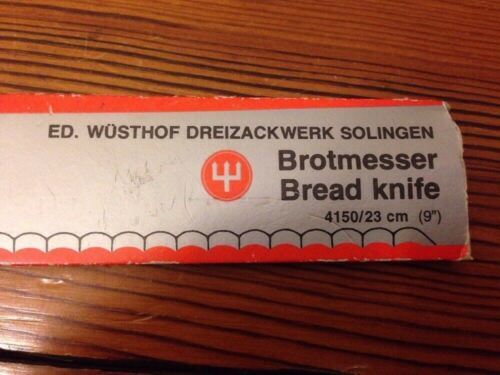 ED. WÜSTHOF DREIZACKWERK SOLINGEN
Brotmesser
Bread knife
4150/23 cm (9")